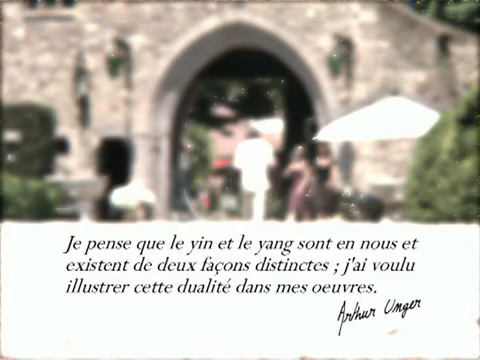 Je pense que le yin et le yang sont en nous et
existent de deux façons distinctes ; j'ai voulu
illustrer cette dualité dans mes oeuvres.
Arthur Unger